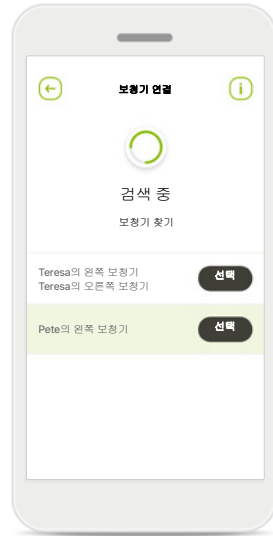 보청기 연결
검색 중
보청기 찾기
Teresa의 왼쪽 보청기
Teresa의 오른쪽 보청기
선택
Pete의 왼쪽 보청기
선택